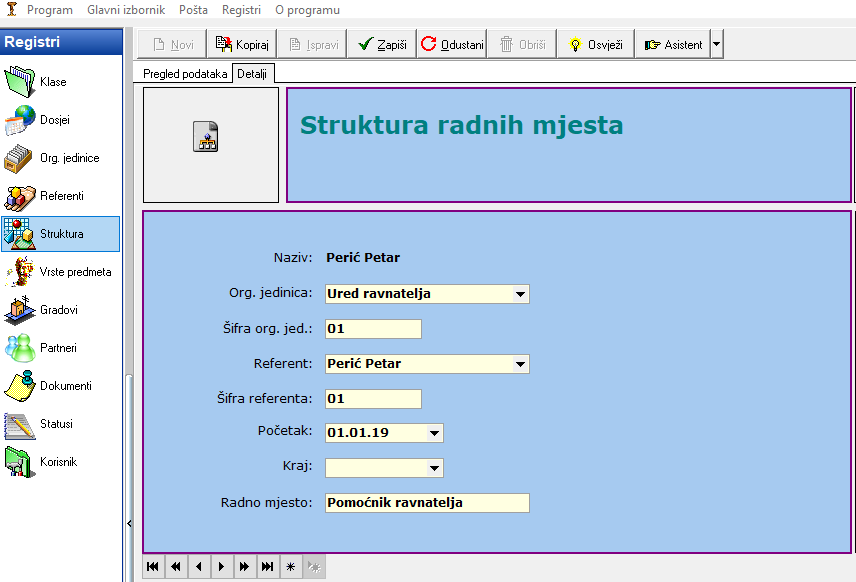 Program Glavni izbornik Pošta Registri O programu
Registri
Novi Kopiraj Ispravi Zapiši Odustani Obriši Osvježi Asistent
Pregled podataka Detalji
Klase
Dosjei
Org. jedinice
Referenti
Struktura
Vrste predmeta
Gradovi
Partneri
Dokumenti
Statusi
Korisnik
Struktura radnih mjesta
Naziv: Perić Petar
Org. jedinica: Ured ravnatelja
Šifra org. jed.: 01
Referent: Perić Petar
Šifra referenta: 01
Početak: 01.01.19
Kraj:
Radno mjesto: Pomoćnik ravnatelja